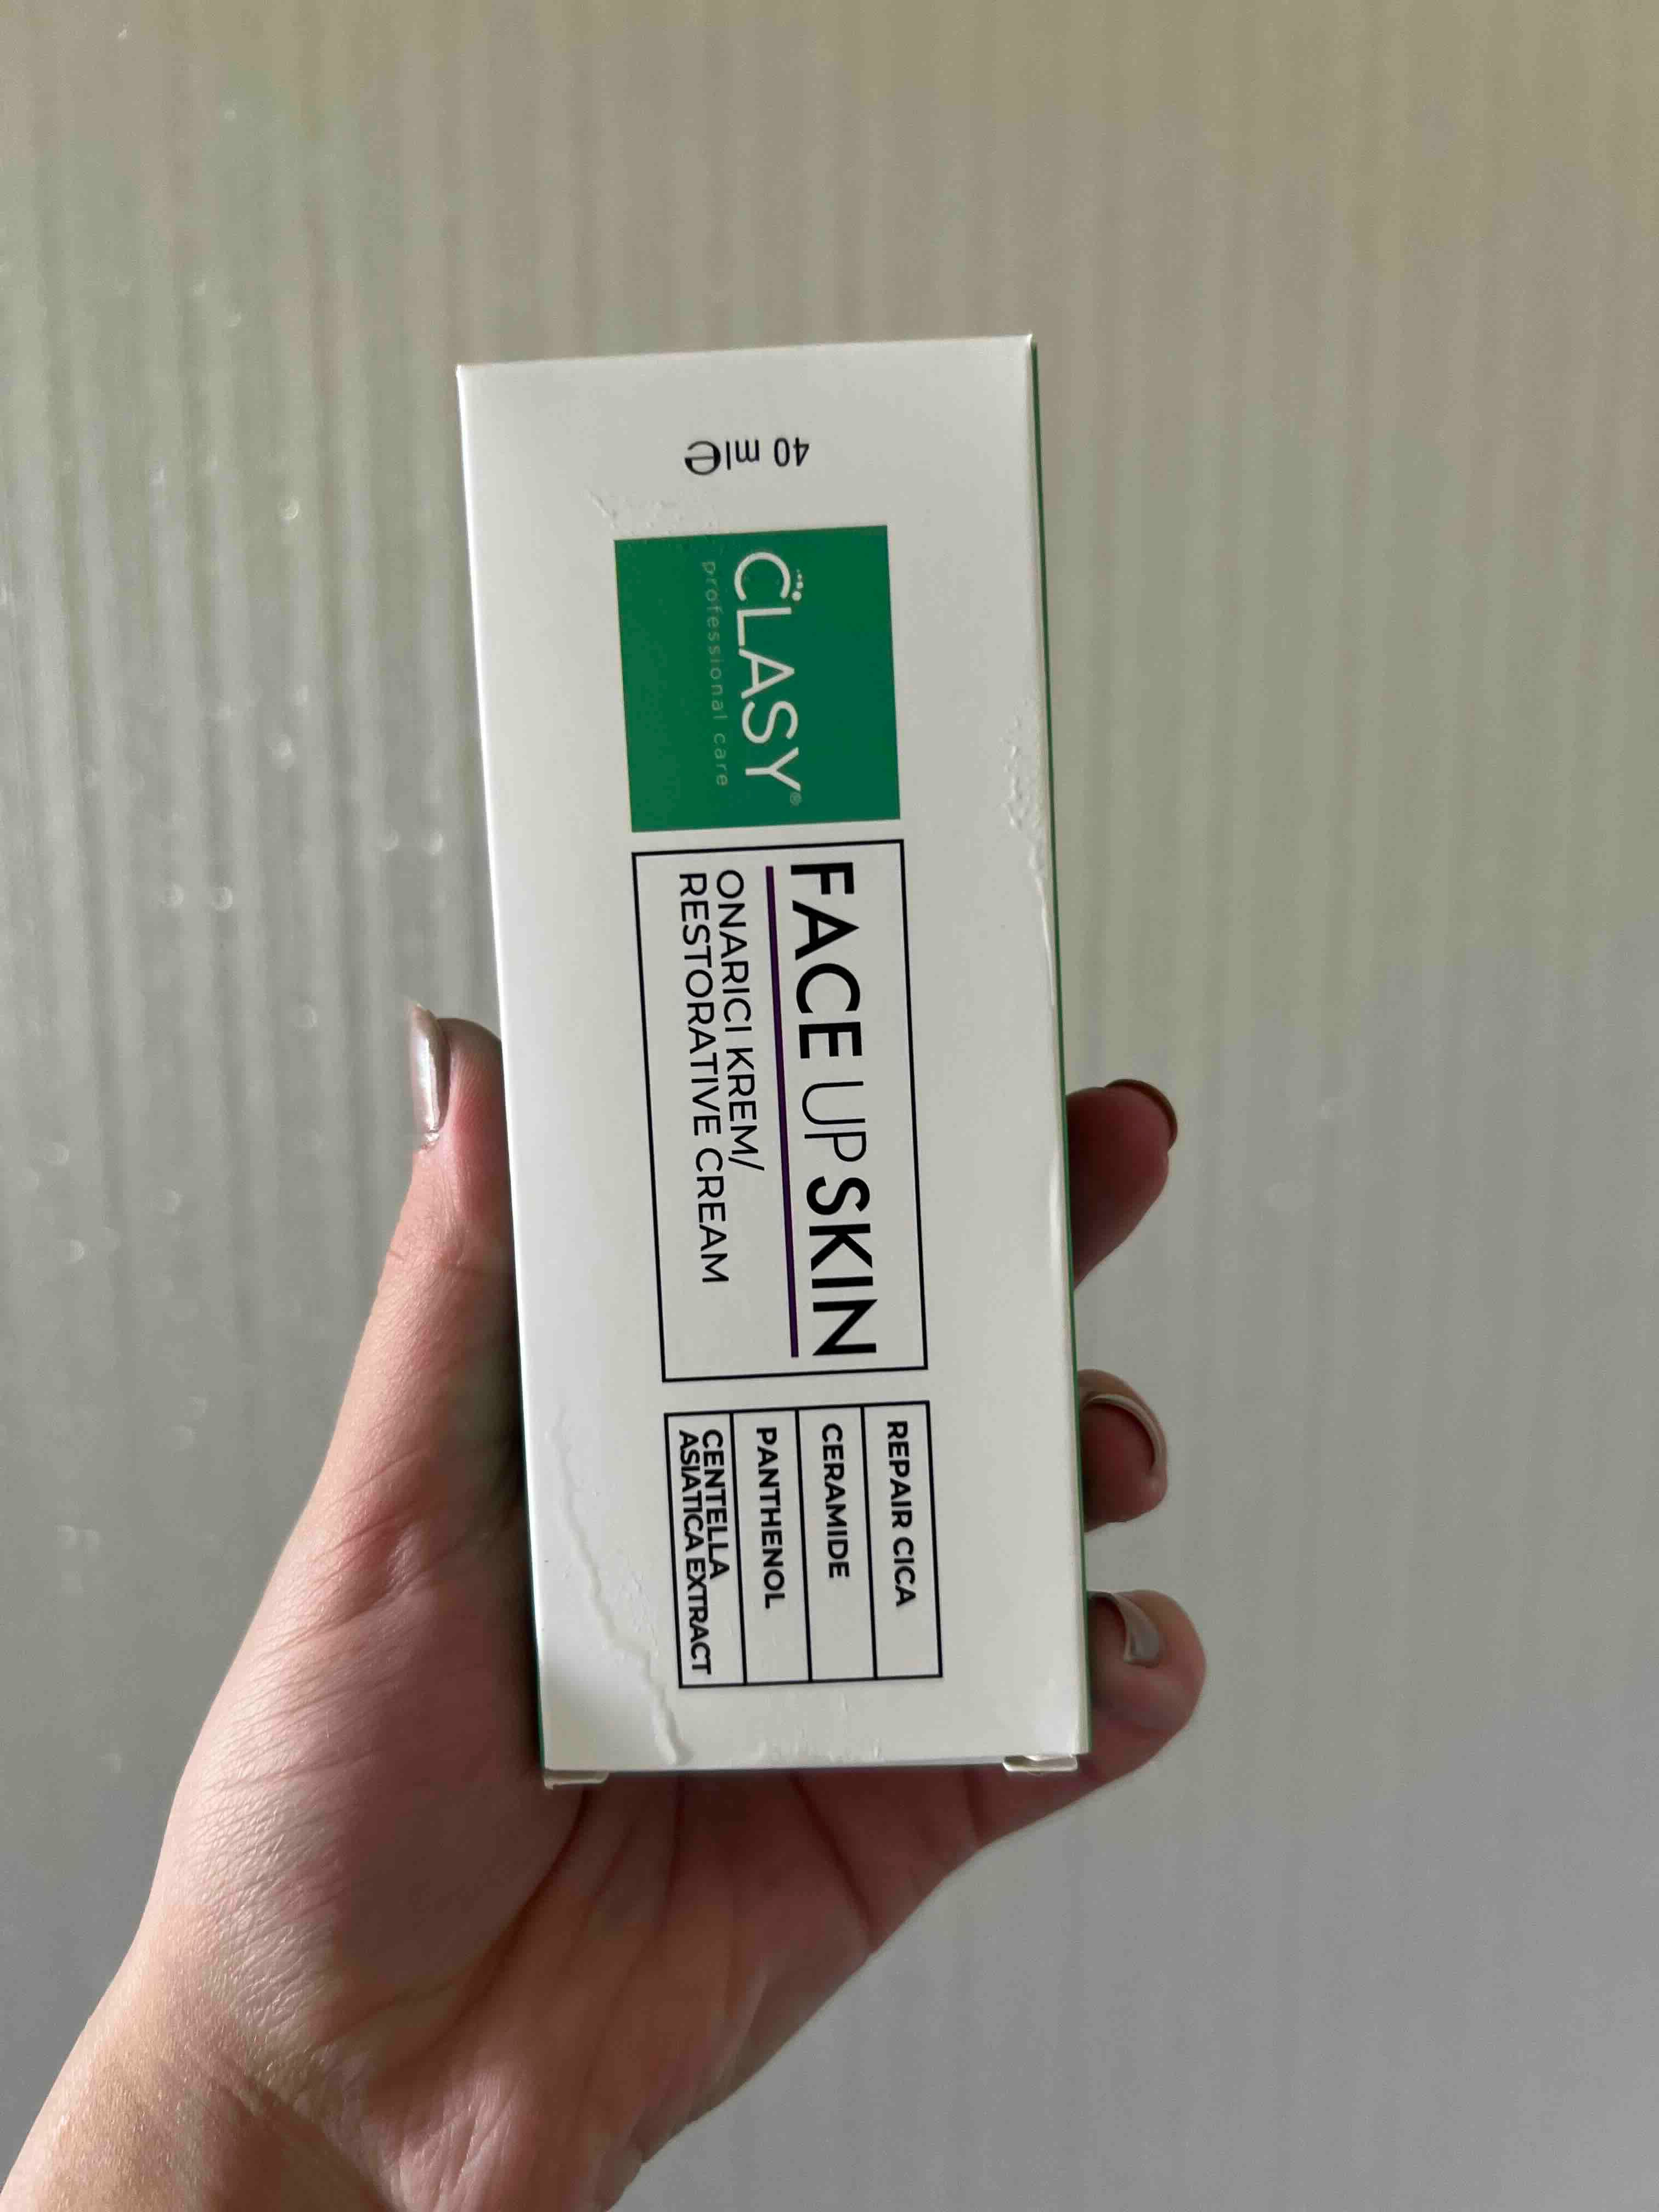 40 ml ℮
CLASY®
professional care
FACE UP SKIN
ONARICI KREM/
RESTORATIVE CREAM
REPAIR CICA
CERAMIDE
PANTHENOL
CENTELLA
ASIATICA EXTRACT